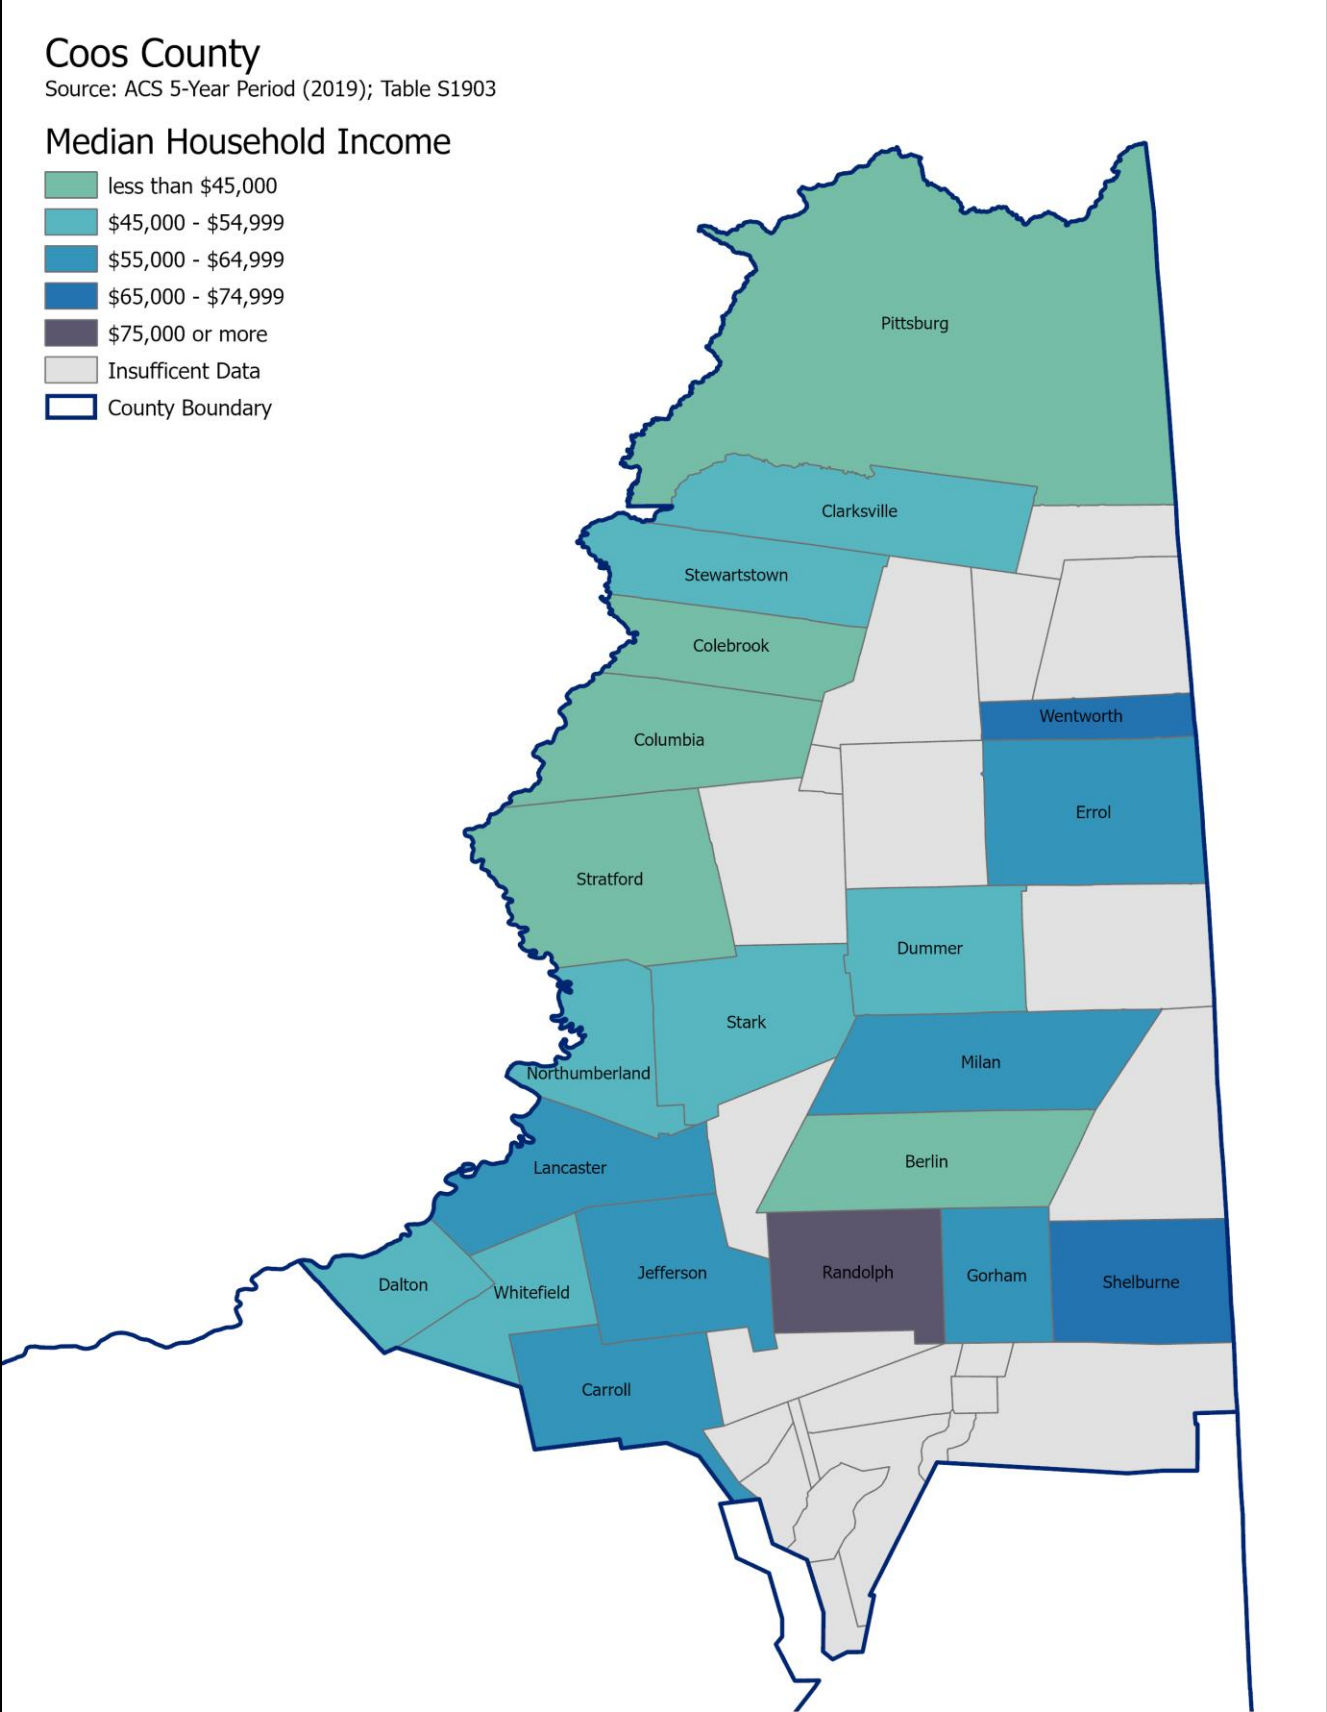 Coos County
Source: ACS 5-Year Period (2019); Table S1903
Median Household Income
less than $45,000
$45,000 - $54,999
$55,000 - $64,999
$65,000 - $74,999
$75,000 or more
Insufficent Data
County Boundary
Pittsburg
Clarksville
Stewartstown
Colebrook
Wentworth
Columbia
Errol
Stratford
Dummer
Stark
Milan
Northumberland
Berlin
Lancaster
Randolph
Jefferson
Gorham
Shelburne
Dalton
Whitefield
Carroll